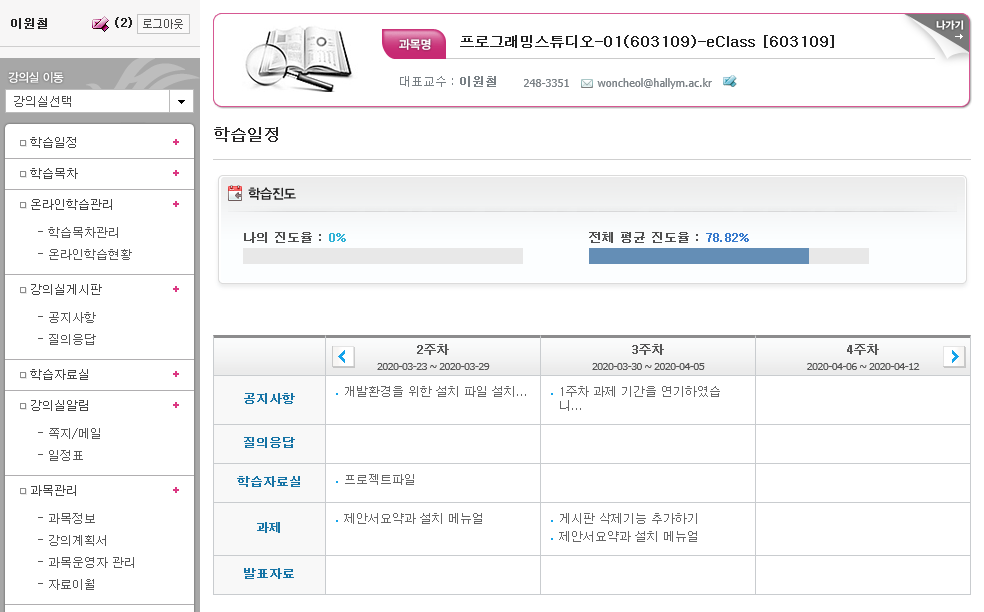 이원철 (2) 로그아웃
강의실 이동
강의실선택
학습일정 +
학습목차 +
온라인학습관리 +
- 학습목차관리
- 온라인학습현황
강의실게시판 +
- 공지사항
- 질의응답
학습자료실 +
강의실알림 +
- 쪽지/메일
- 일정표
과목관리 +
- 과목정보
- 강의계획서
- 과목운영자 관리
- 자료이월
나가기
과목명 프로그래밍스튜디오-01(603109)-eClass [603109]
대표교수 : 이원철 248-3351 woncheol@hallym.ac.kr
학습일정
학습진도
나의 진도율 : 0% 전체 평균 진도율 : 78.82%
2주차 3주차 4주차
2020-03-23 ~ 2020-03-29 2020-03-30 ~ 2020-04-05 2020-04-06 ~ 2020-04-12
공지사항 개발환경을 위한 설치 파일 설치... 1주차 과제 기간을 연기하였습
니...
질의응답
학습자료실 프로젝트파일
과제 제안서요약과 설치 메뉴얼 게시판 삭제기능 추가하기
제안서요약과 설치 메뉴얼
발표자료